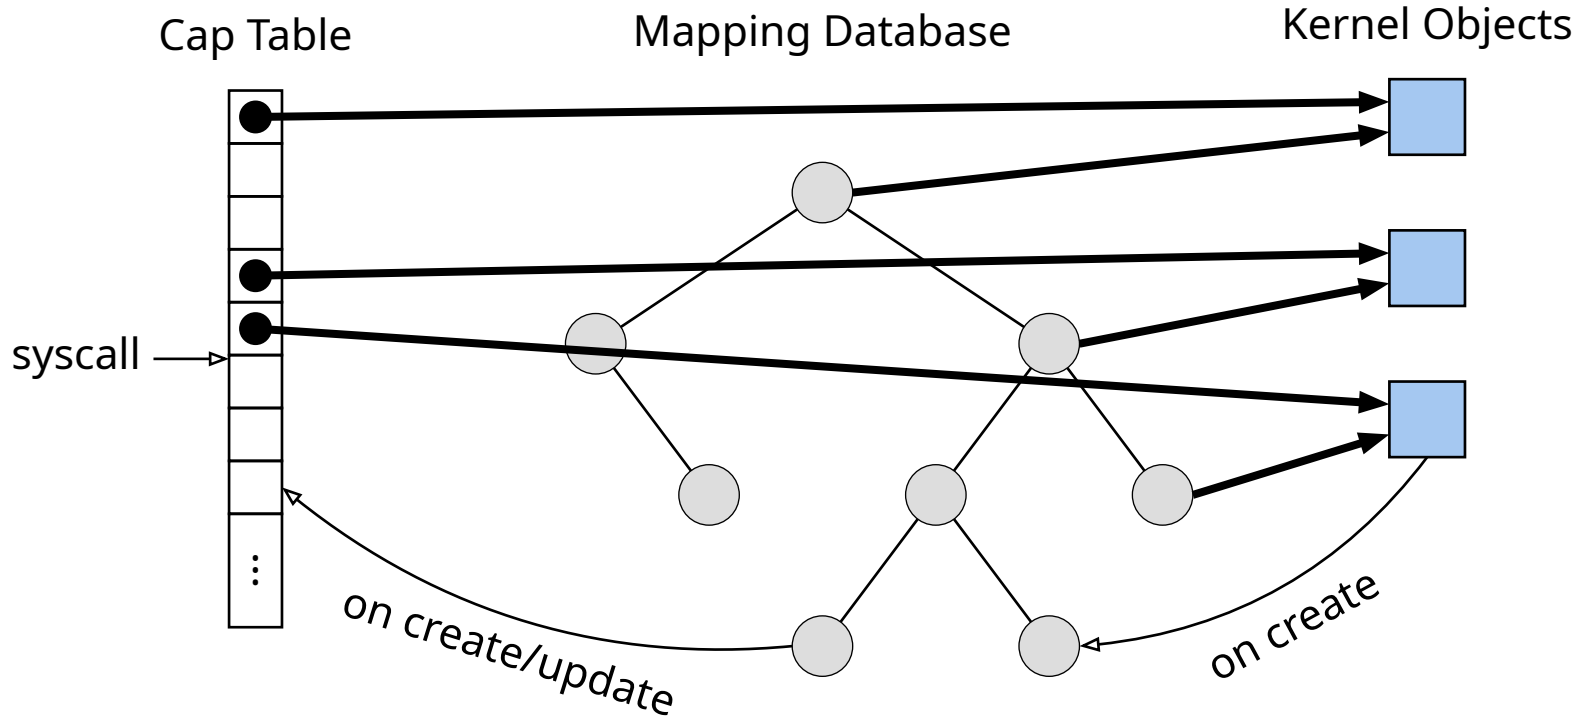 Cap Table
Mapping Database
Kernel Objects
syscall
⋮
on create/update
on create